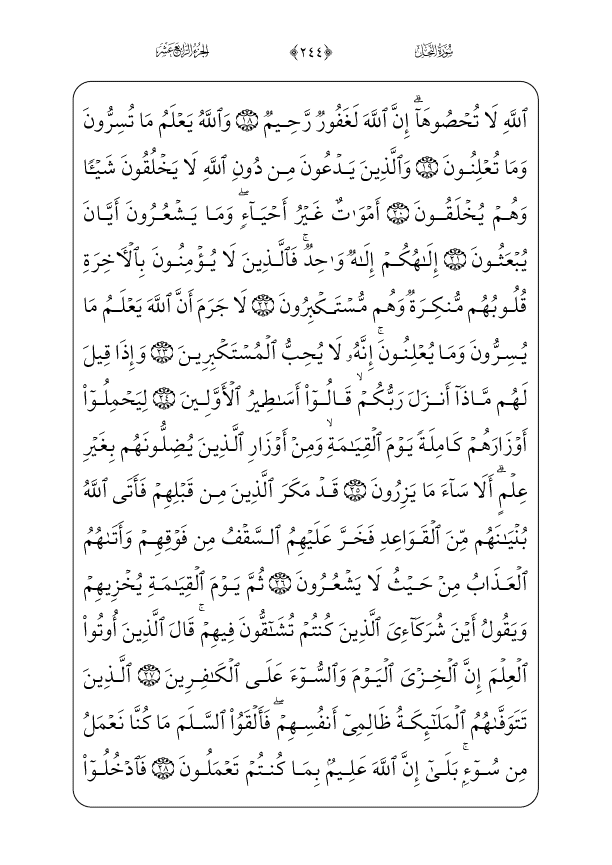 سُورَةُ النَّحۡلِ ﴿٢٤٤﴾ الجُزۡءُ الرَّابِعَ عَشَرَ
ٱللَّهِ لَا تُحۡصُوهَآۗ إِنَّ ٱللَّهَ لَغَفُورٞ رَّحِيمٞ ١٨ وَٱللَّهُ يَعۡلَمُ مَا تُسِرُّونَ
وَمَا تُعۡلِنُونَ ١٩ وَٱلَّذِينَ يَدۡعُونَ مِن دُونِ ٱللَّهِ لَا يَخۡلُقُونَ شَيۡـٔٗا
وَهُمۡ يُخۡلَقُونَ ٢٠ أَمۡوَٰتٌ غَيۡرُ أَحۡيَآءٖۖ وَمَا يَشۡعُرُونَ أَيَّانَ
يُبۡعَثُونَ ٢١ إِلَٰهُكُمۡ إِلَٰهٞ وَٰحِدٞۚ فَٱلَّذِينَ لَا يُؤۡمِنُونَ بِٱلۡأٓخِرَةِ
قُلُوبُهُم مُّنكِرَةٞ وَهُم مُّسۡتَكۡبِرُونَ ٢٢ لَا جَرَمَ أَنَّ ٱللَّهَ يَعۡلَمُ مَا
يُسِرُّونَ وَمَا يُعۡلِنُونَۚ إِنَّهُۥ لَا يُحِبُّ ٱلۡمُسۡتَكۡبِرِينَ ٢٣ وَإِذَا قِيلَ
لَهُم مَّاذَآ أَنزَلَ رَبُّكُمۡۙ قَالُوٓاْ أَسَٰطِيرُ ٱلۡأَوَّلِينَ ٢٤ لِيَحۡمِلُوٓاْ
أَوۡزَارَهُمۡ كَامِلَةٗ يَوۡمَ ٱلۡقِيَٰمَةِۙ وَمِنۡ أَوۡزَارِ ٱلَّذِينَ يُضِلُّونَهُم بِغَيۡرِ
عِلۡمٍۗ أَلَا سَآءَ مَا يَزِرُونَ ٢٥ قَدۡ مَكَرَ ٱلَّذِينَ مِن قَبۡلِهِمۡ فَأَتَى ٱللَّهُ
بُنۡيَٰنَهُم مِّنَ ٱلۡقَوَاعِدِ فَخَرَّ عَلَيۡهِمُ ٱلسَّقۡفُ مِن فَوۡقِهِمۡ وَأَتَىٰهُمُ
ٱلۡعَذَابُ مِنۡ حَيۡثُ لَا يَشۡعُرُونَ ٢٦ ثُمَّ يَوۡمَ ٱلۡقِيَٰمَةِ يُخۡزِيهِمۡ
وَيَقُولُ أَيۡنَ شُرَكَآءِيَ ٱلَّذِينَ كُنتُمۡ تُشَٰٓقُّونَ فِيهِمۡۚ قَالَ ٱلَّذِينَ أُوتُواْ
ٱلۡعِلۡمَ إِنَّ ٱلۡخِزۡيَ ٱلۡيَوۡمَ وَٱلسُّوٓءَ عَلَى ٱلۡكَٰفِرِينَ ٢٧ ٱلَّذِينَ
تَتَوَفَّىٰهُمُ ٱلۡمَلَٰٓئِكَةُ ظَالِمِيٓ أَنفُسِهِمۡۖ فَأَلۡقَوُاْ ٱلسَّلَمَ مَا كُنَّا نَعۡمَلُ
مِن سُوٓءِۭۚ بَلَىٰٓ إِنَّ ٱللَّهَ عَلِيمُۢ بِمَا كُنتُمۡ تَعۡمَلُونَ ٢٨ فَٱدۡخُلُوٓاْ